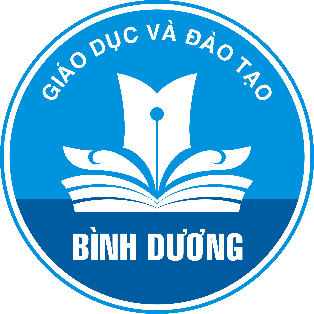 GIÁO DỤC VÀ ĐÀO TẠO
BÌNH DƯƠNG